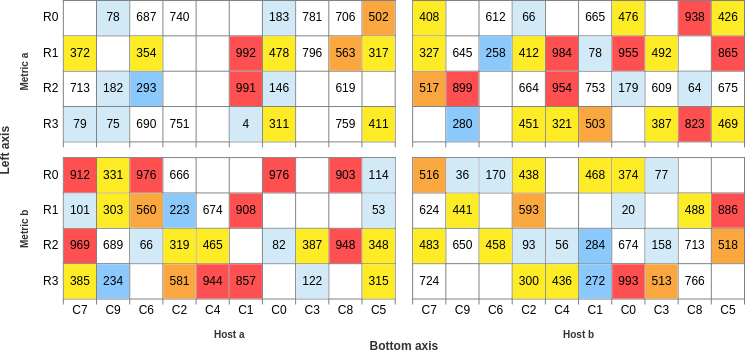 R0 78 687 740 183 781 706 502 408 612 66 665 476 938 426
R1 372 354 992 478 796 563 317 327 645 258 412 984 78 955 492 865
R2 713 182 293 991 146 619 517 899 664 954 753 179 609 64 675
R3 79 75 690 751 4 311 759 411 280 451 321 503 387 823 469
Metric a
R0 912 331 976 666 976 903 114 516 36 170 438 468 374 77
R1 101 303 560 223 674 908 53 624 441 593 20 488 886
R2 969 689 66 319 465 82 387 948 348 483 650 458 93 56 284 674 158 713 518
R3 385 234 581 944 857 122 315 724 300 436 272 993 513 766
Metric b
Left axis
C7 C9 C6 C2 C4 C1 C0 C3 C8 C5 C7 C9 C6 C2 C4 C1 C0 C3 C8 C5
Host a Host b
Bottom axis